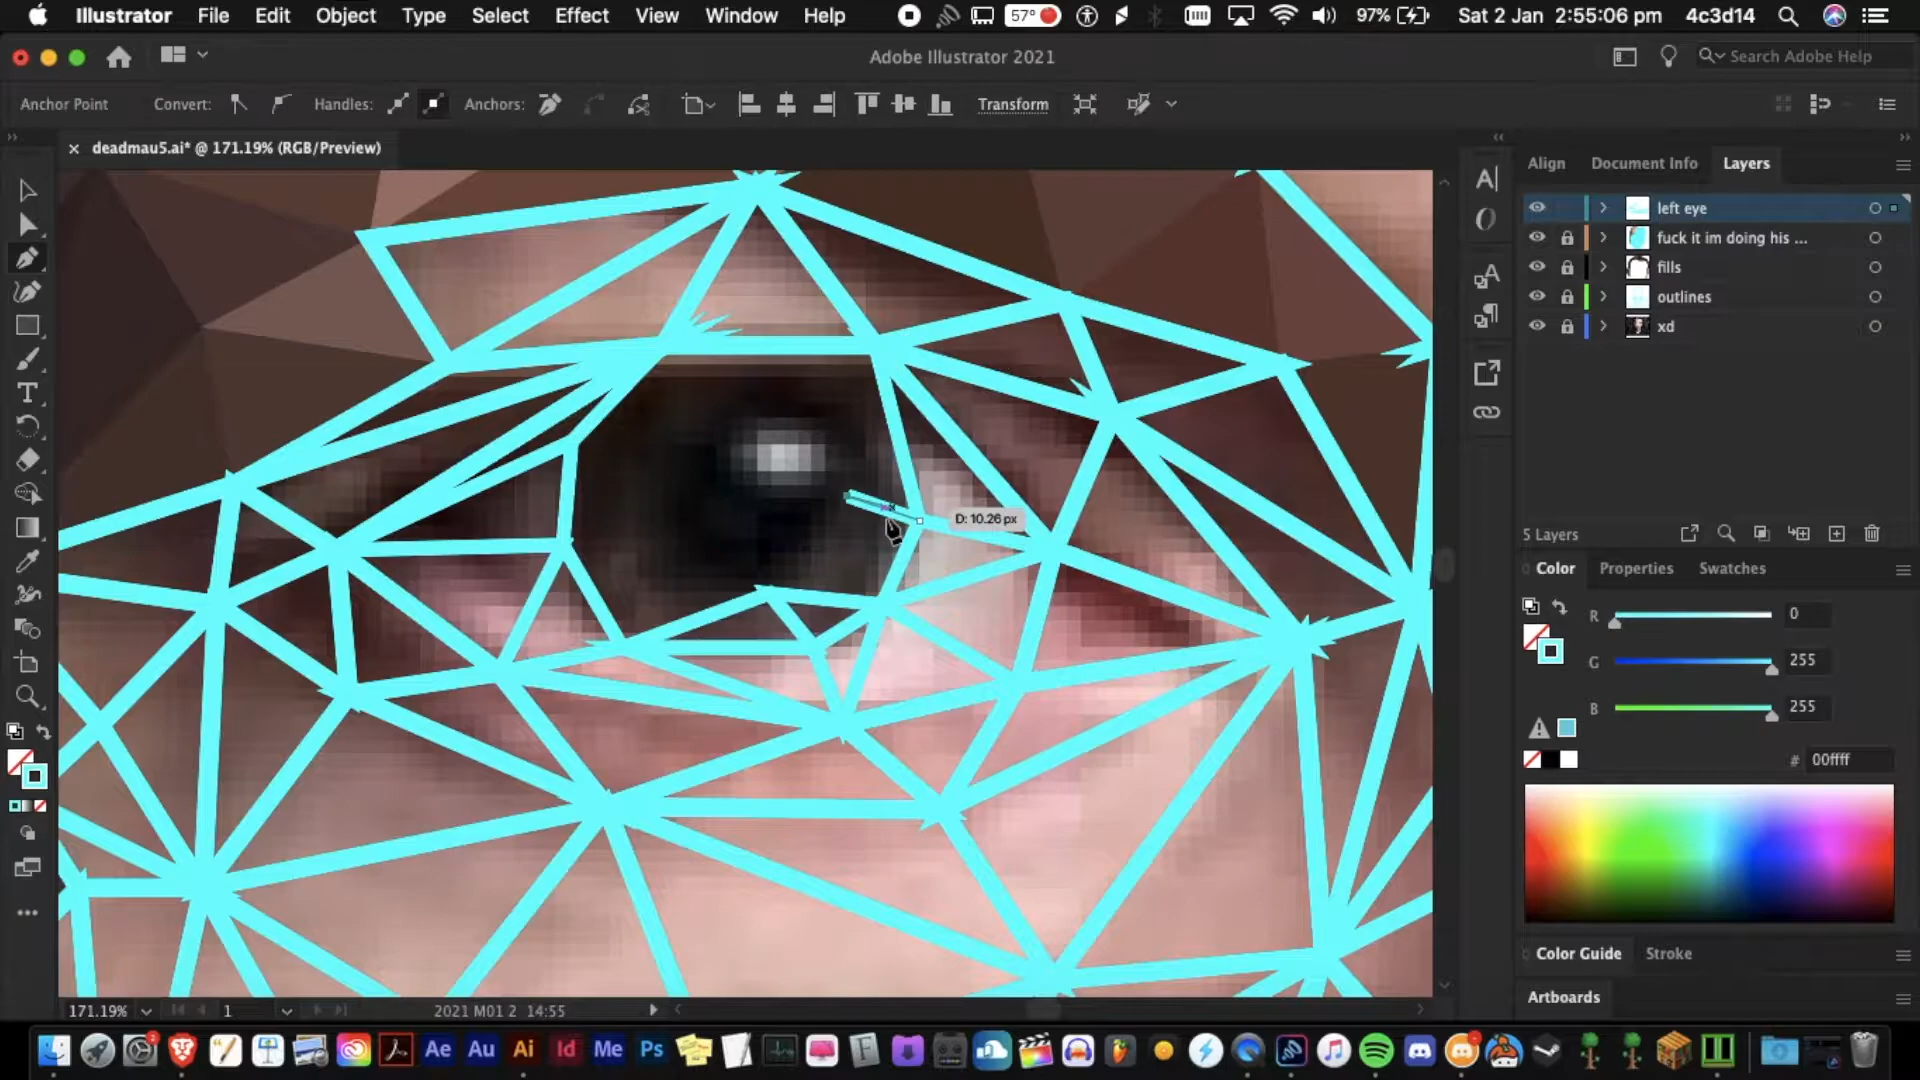 Illustrator File Edit Object Type Select Effect View Window Help 57° 97% Sat 2 Jan 2:55:06 pm 4c3d14
Adobe Illustrator 2021 Search Adobe Help
Anchor Point Convert: Handles: Anchors: Transform
deadmau5.ai* @ 171.19% (RGB/Preview)
Align Document Info Layers
left eye
fuck it im doing his ...
fills
outlines
xd
D: 10.26 px
5 Layers
Color Properties Swatches
R 0
G 255
B 255
# 00ffff
Color Guide Stroke
Artboards
171.19% 1 2021 M01 2 14:55
Ae Au Ai Id Me Ps